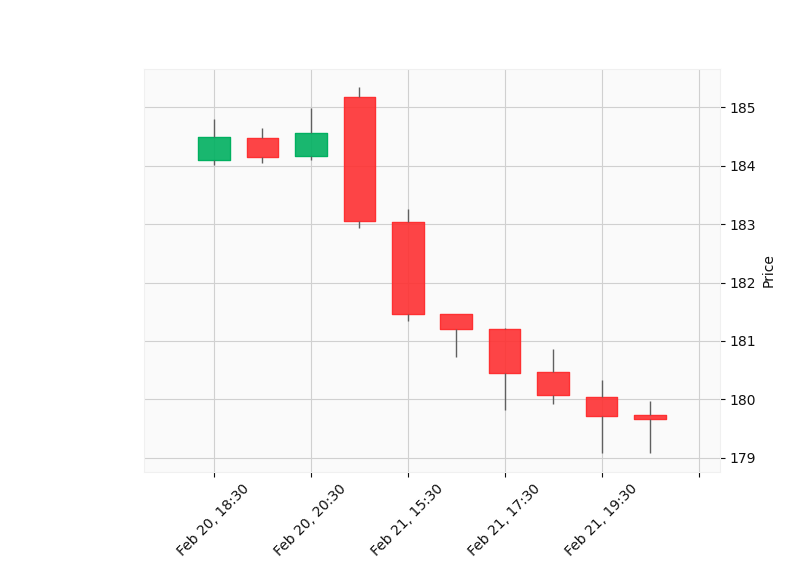 185
184
183
182
181
180
179
Price
Feb 20, 18:30
Feb 20, 20:30
Feb 21, 15:30
Feb 21, 17:30
Feb 21, 19:30